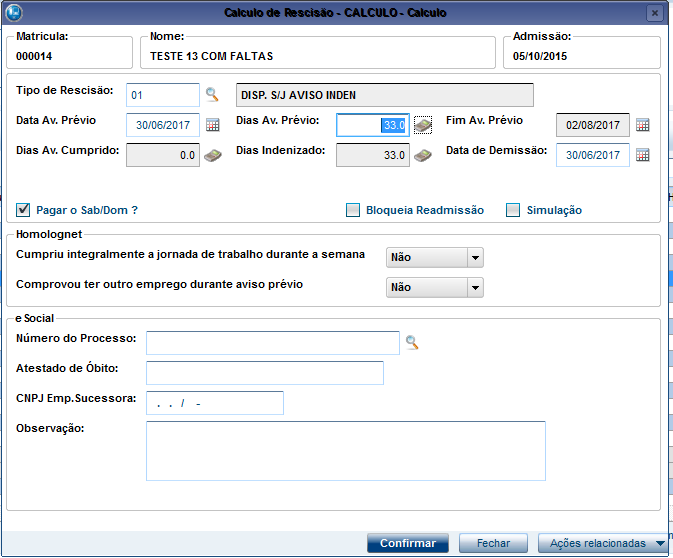 Calculo de Rescisão - CALCULO - Calculo
Matricula: Nome: Admissão:
000014 TESTE 13 COM FALTAS 05/10/2015
Tipo de Rescisão: 01 DISP. S/J AVISO INDEN
Data Av. Prévio 30/06/2017 Dias Av. Prévio: 33.0 Fim Av. Prévio 02/08/2017
Dias Av. Cumprido: 0.0 Dias Indenizado: 33.0 Data de Demissão: 30/06/2017
Pagar o Sab/Dom ? Bloqueia Readmissão Simulação
Homolognet
Cumpriu integralmente a jornada de trabalho durante a semana Não
Comprovou ter outro emprego durante aviso prévio Não
e Social
Número do Processo:
Atestado de Óbito:
CNPJ Emp.Sucessora: . . / -
Observação:
Confirmar Fechar Ações relacionadas